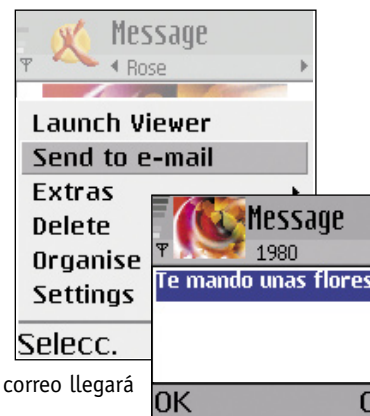 Message
Rose
Launch Viewer
Send to e-mail
Extras
Delete
Organise
Settings
Selecc.
Message
1980
Te mando unas flores
OK
correo llegará